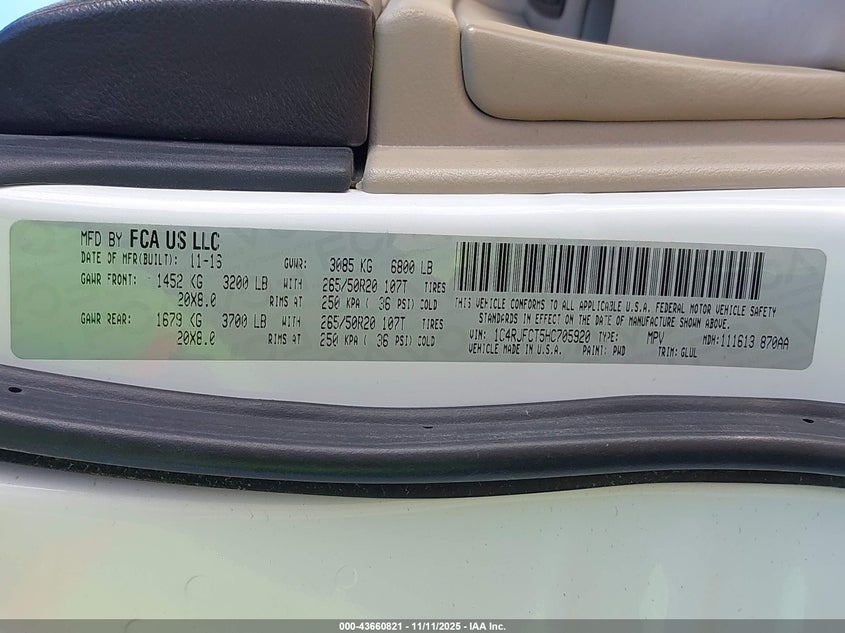 MFD BY FCA US LLC
DATE OF MFR(BUILT): 11-16 GVWR: 3085 KG 6800 LB
GAWR FRONT: 1452 KG 3200 LB WITH 265/50R20 107T TIRES
20X8.0 RIMS AT 250 KPA ( 36 PSI) COLD
GAWR REAR: 1679 KG 3700 LB WITH 265/50R20 107T TIRES
20X8.0 RIMS AT 250 KPA ( 36 PSI) COLD
THIS VEHICLE CONFORMS TO ALL APPLICABLE U.S.A. FEDERAL MOTOR VEHICLE SAFETY
STANDARDS IN EFFECT ON THE DATE OF MANUFACTURE SHOWN ABOVE.
VIN: 1C4RJFCT5HC705920 TYPE: MPV MDH: 111613 870AA
VEHICLE MADE IN U.S.A. PAINT: PWD TRIM: GLUL
000-43660821 - 11/11/2025 - IAA Inc.